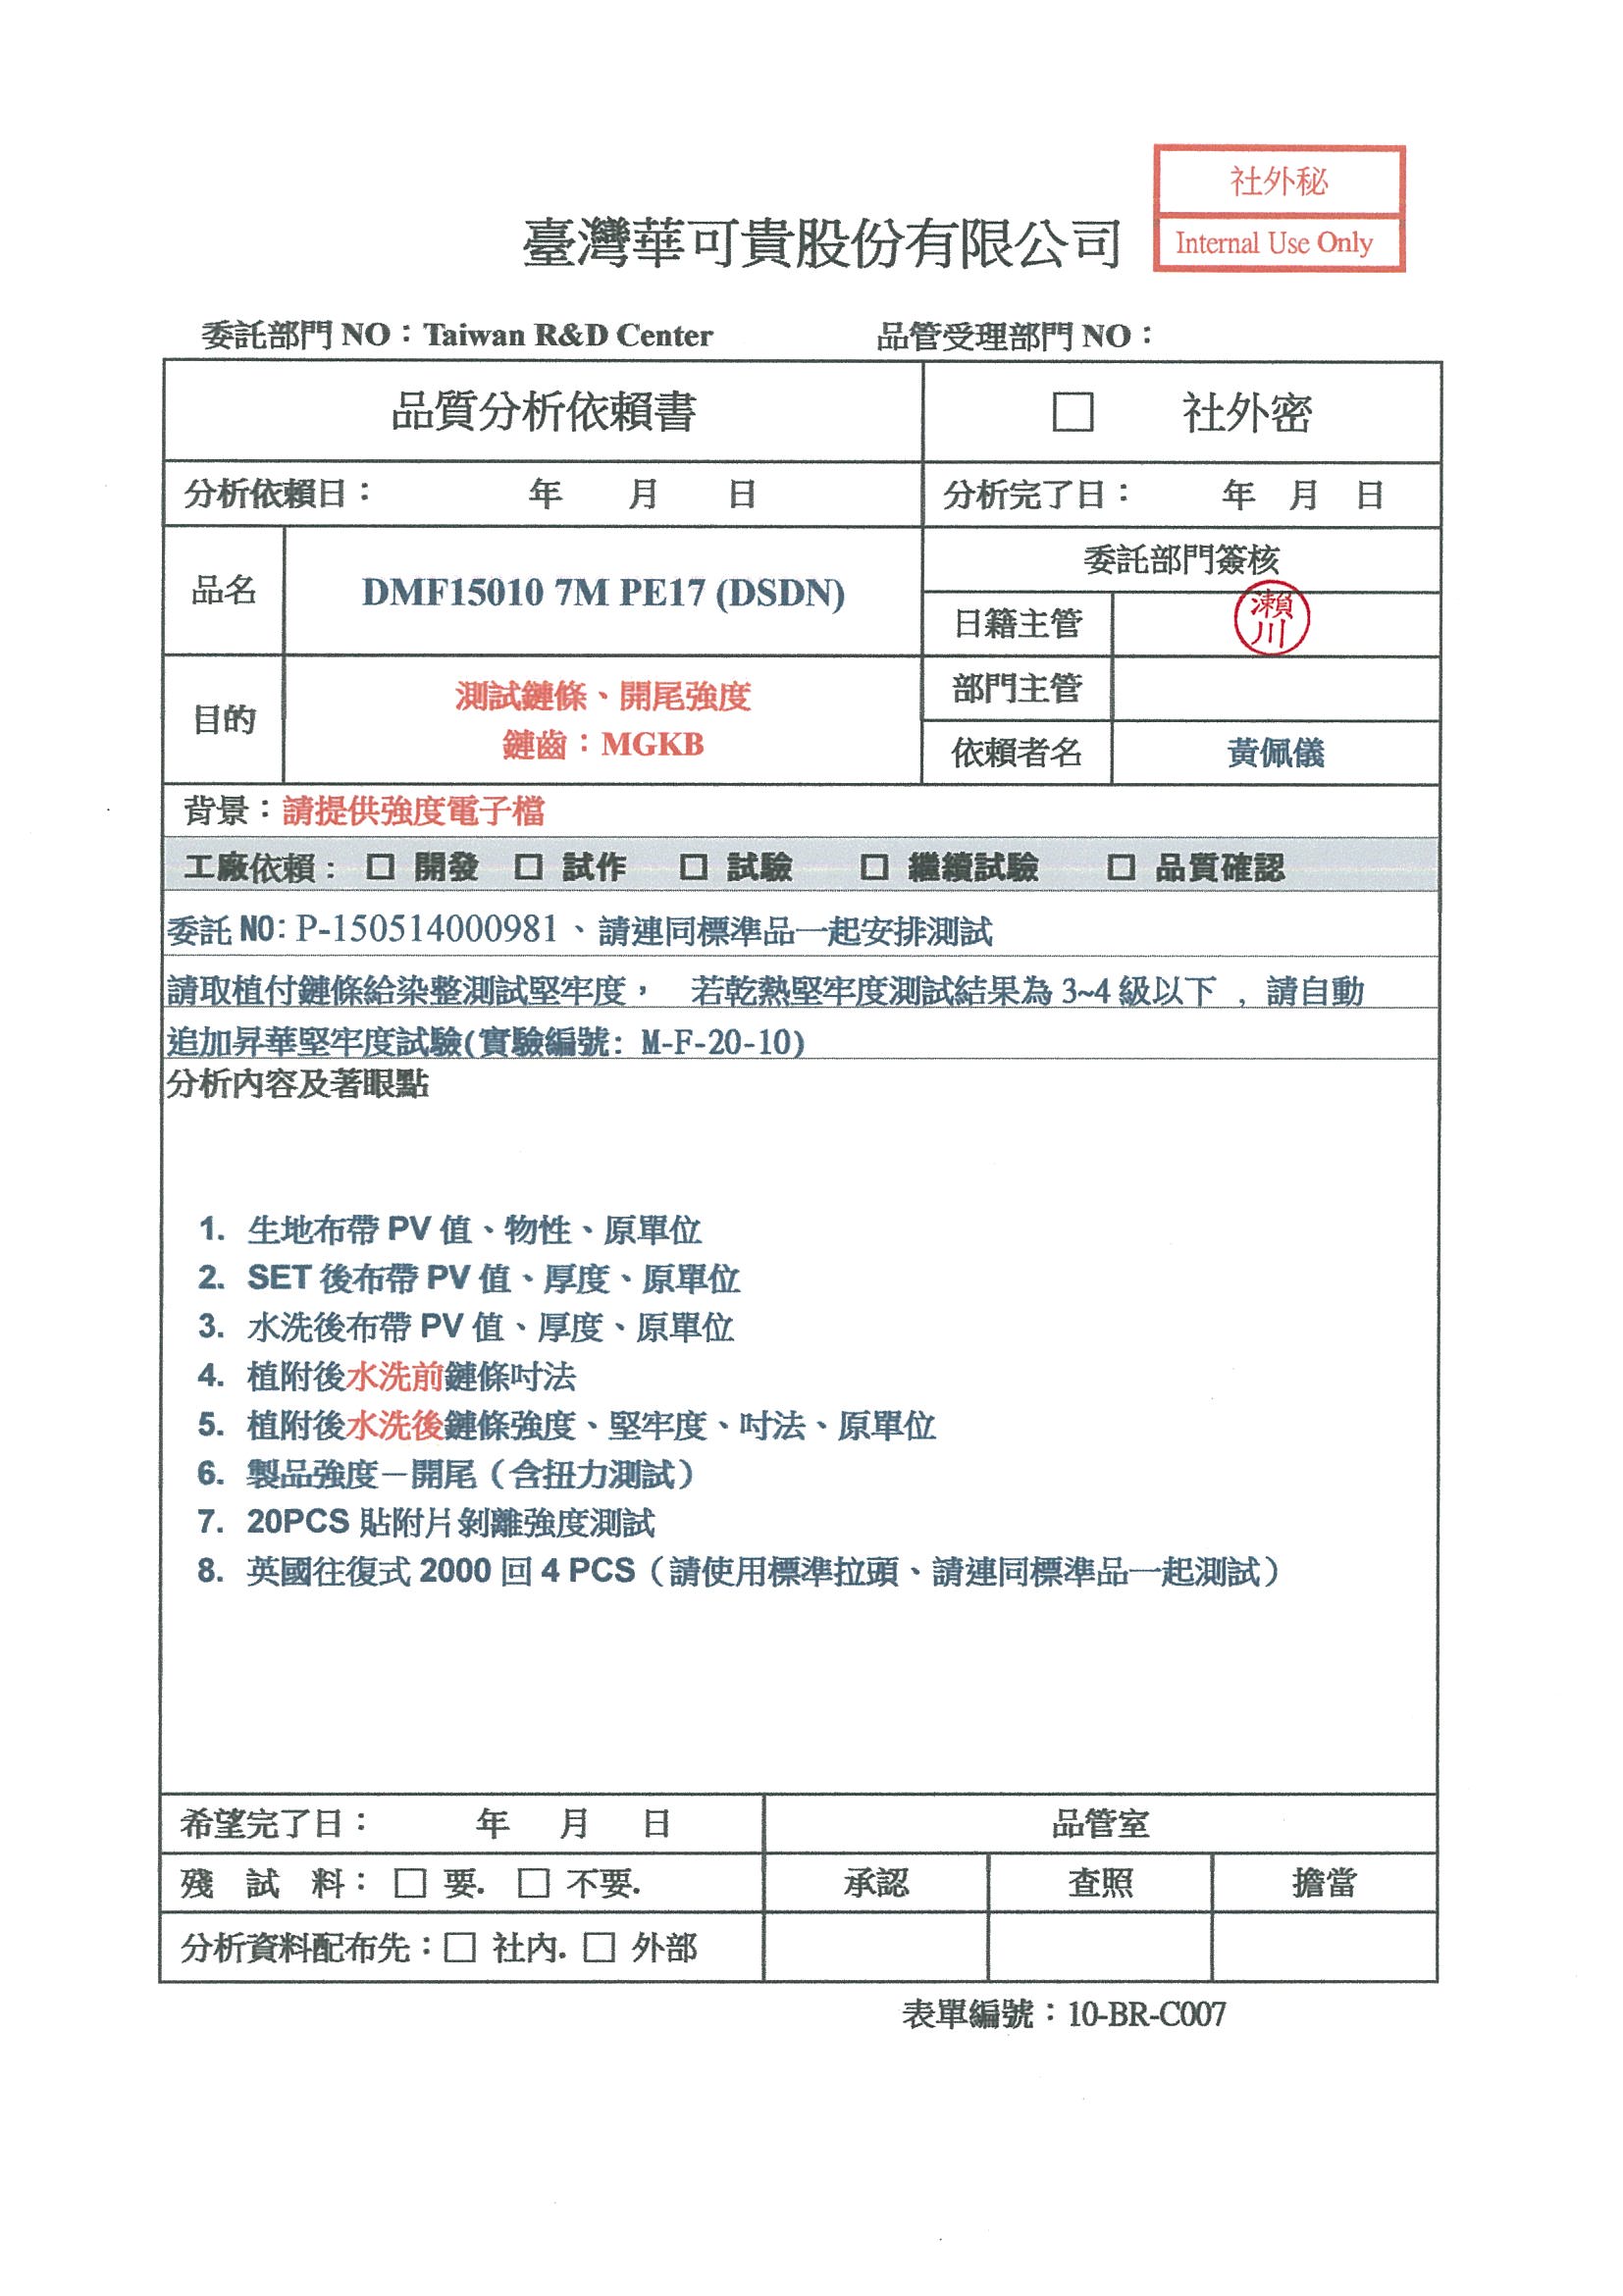 社外秘
Internal Use Only
臺灣華可貴股份有限公司
委託部門 NO：Taiwan R&D Center 品管受理部門 NO：
品質分析依賴書 □ 社外密
分析依賴日： 年 月 日 分析完了日： 年 月 日
品名 DMF15010 7M PE17 (DSDN) 委託部門簽核
日籍主管 瀨川
目的 測試鏈條、開尾強度 部門主管
鏈齒：MGKB 依賴者名 黃佩儀
背景：請提供強度電子檔
工廠依賴： □ 開發 □ 試作 □ 試驗 □ 繼續試驗 □ 品質確認
委託 NO: P-150514000981、請連同標準品一起安排測試
請取植付鏈條給染整測試堅牢度， 若乾熱堅牢度測試結果為 3~4 級以下 , 請自動
追加昇華堅牢度試驗(實驗編號: M-F-20-10)
分析內容及著眼點
1. 生地布帶 PV 值、物性、原單位
2. SET 後布帶 PV 值、厚度、原單位
3. 水洗後布帶 PV 值、厚度、原單位
4. 植附後水洗前鏈條吋法
5. 植附後水洗後鏈條強度、堅牢度、吋法、原單位
6. 製品強度－開尾（含扭力測試）
7. 20PCS 貼附片剝離強度測試
8. 英國往復式 2000 回 4 PCS（請使用標準拉頭、請連同標準品一起測試）
希望完了日： 年 月 日 品管室
殘 試 料：□ 要. □ 不要. 承認 查照 擔當
分析資料配布先：□ 社內. □ 外部
表單編號：10-BR-C007